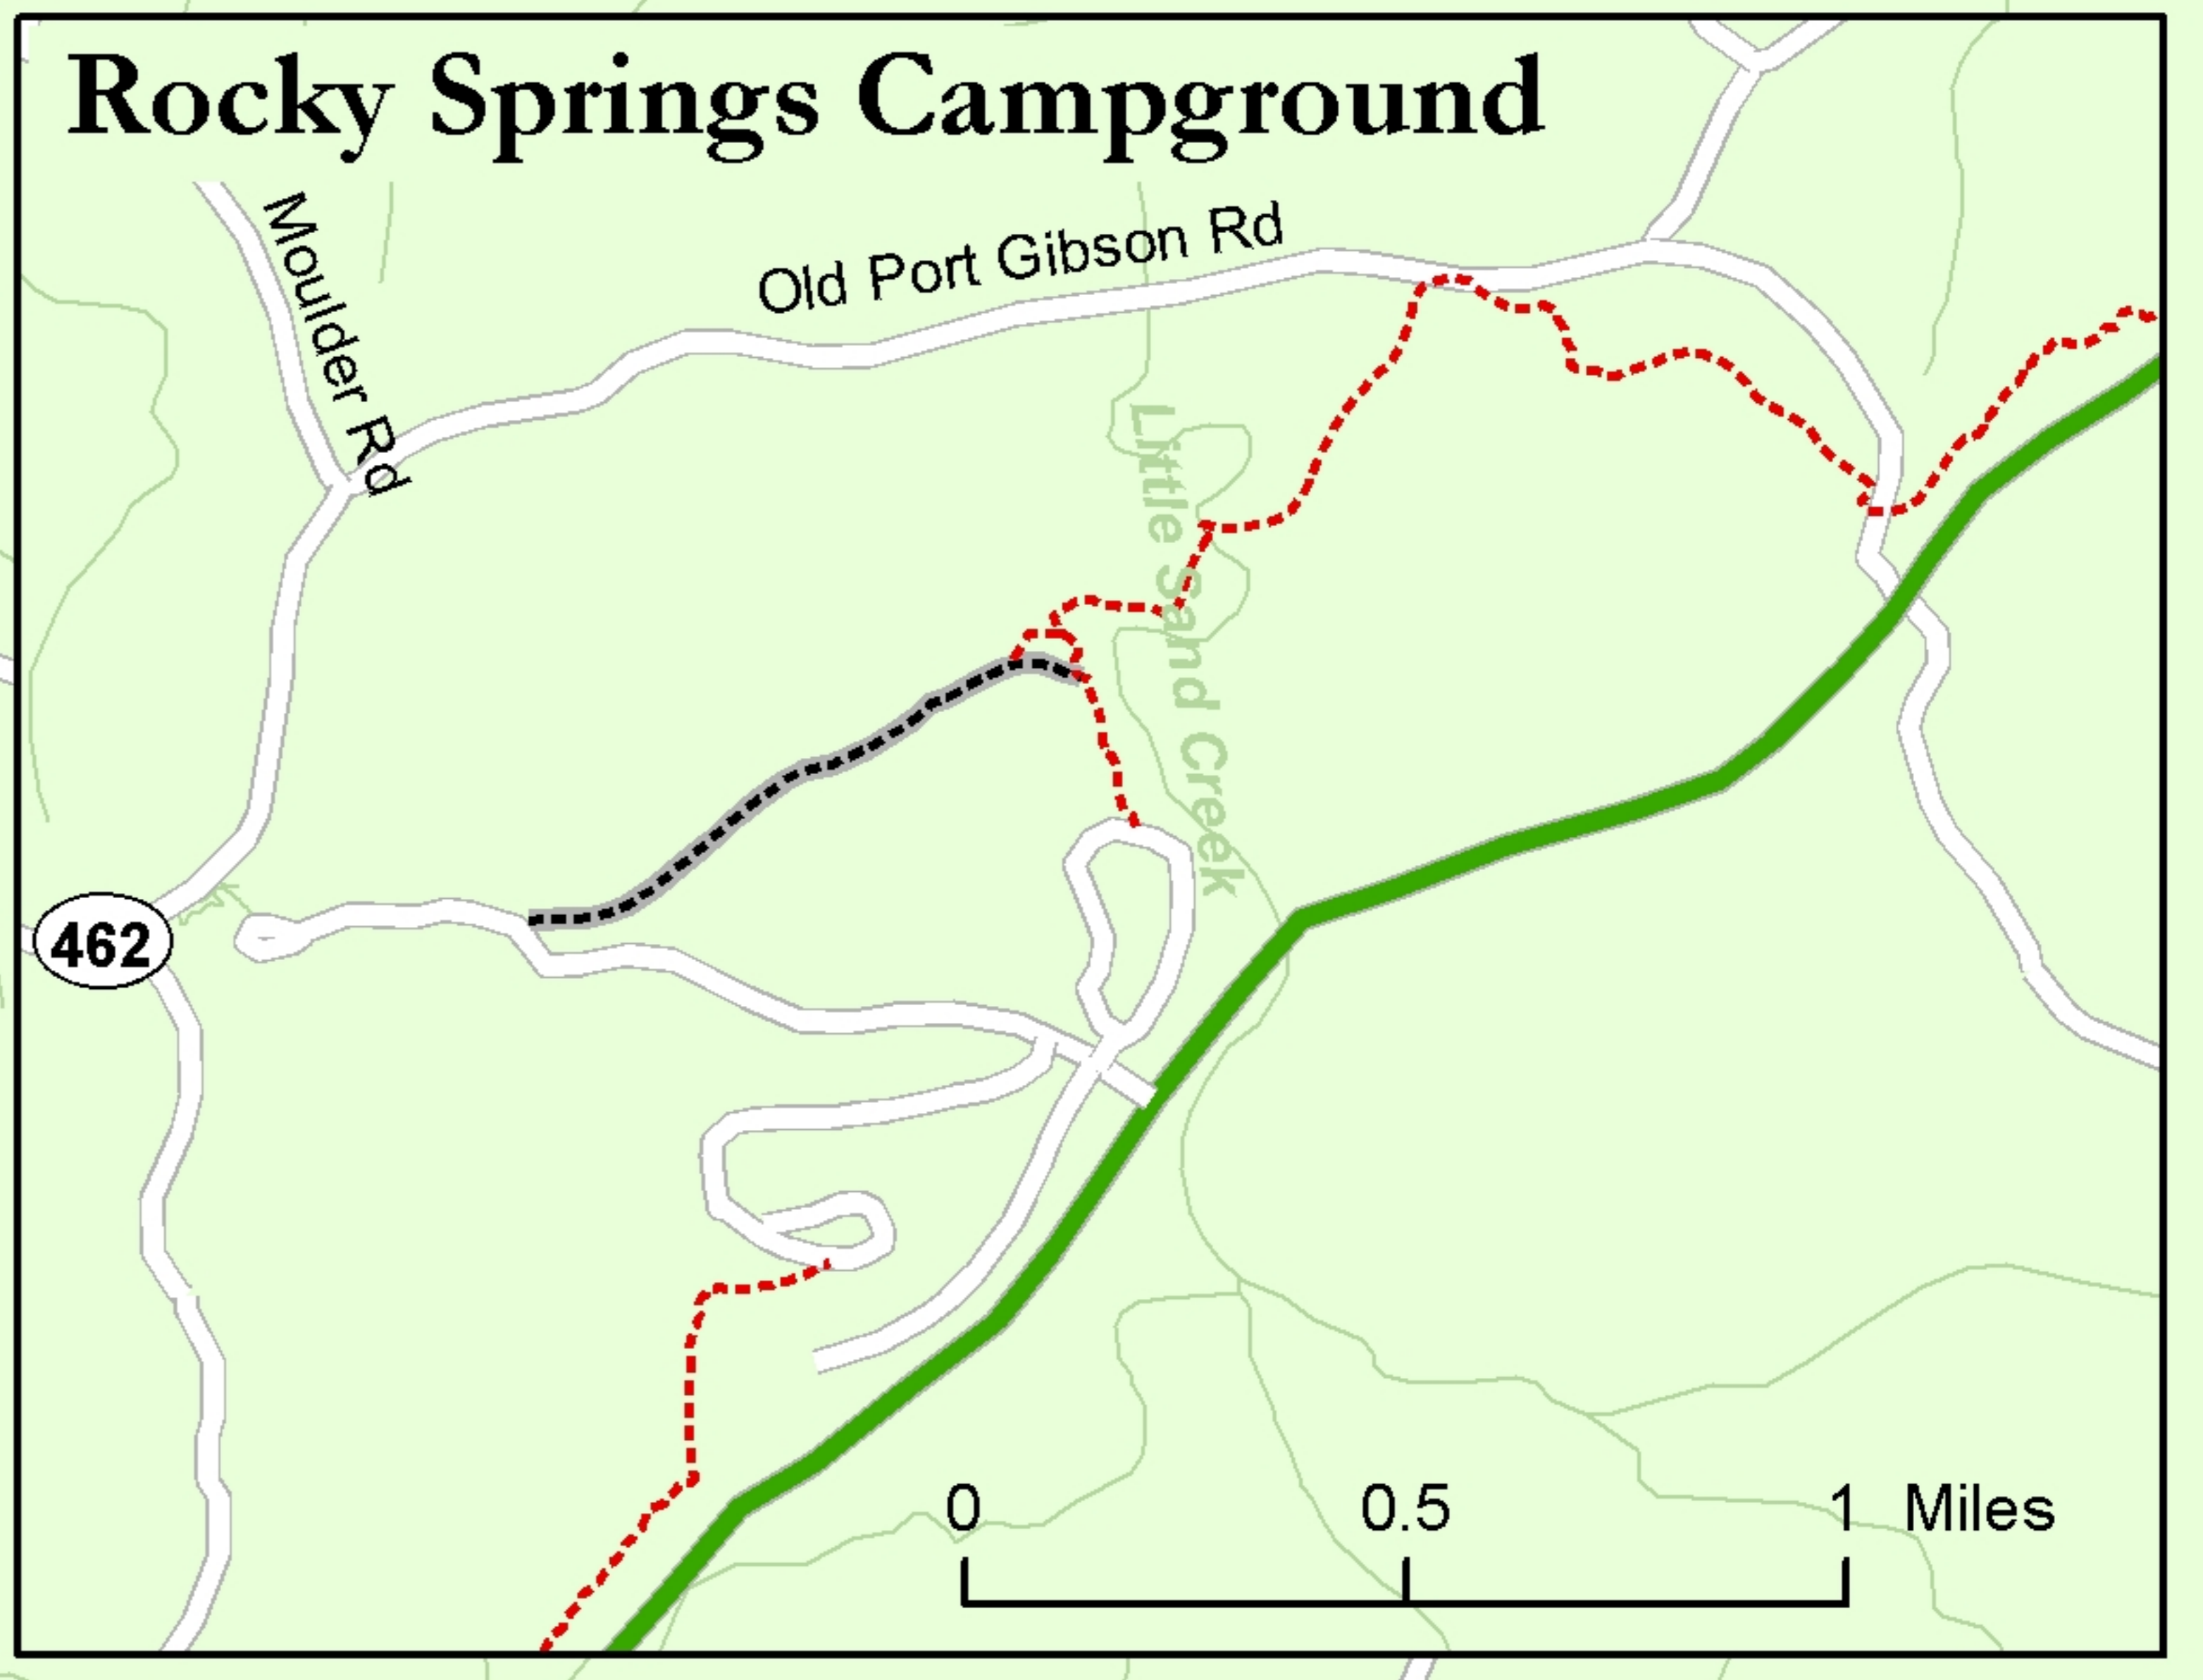 Rocky Springs Campground
Moulder Rd
Old Port Gibson Rd
Little Sand Creek
462
0 0.5 1 Miles